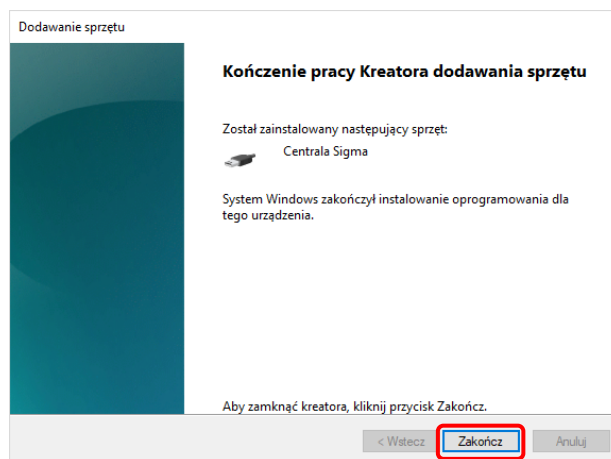 Dodawanie sprzętu
Kończenie pracy Kreatora dodawania sprzętu
Został zainstalowany następujący sprzęt:
Centrala Sigma
System Windows zakończył instalowanie oprogramowania dla
tego urządzenia.
Aby zamknąć kreatora, kliknij przycisk Zakończ.
< Wstecz Zakończ Anuluj